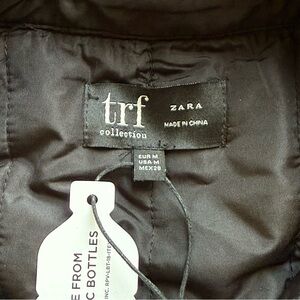 trf
collection
ZARA
MADE IN CHINA
EUR M
USA M
MEX 28
E FROM
C BOTTLES